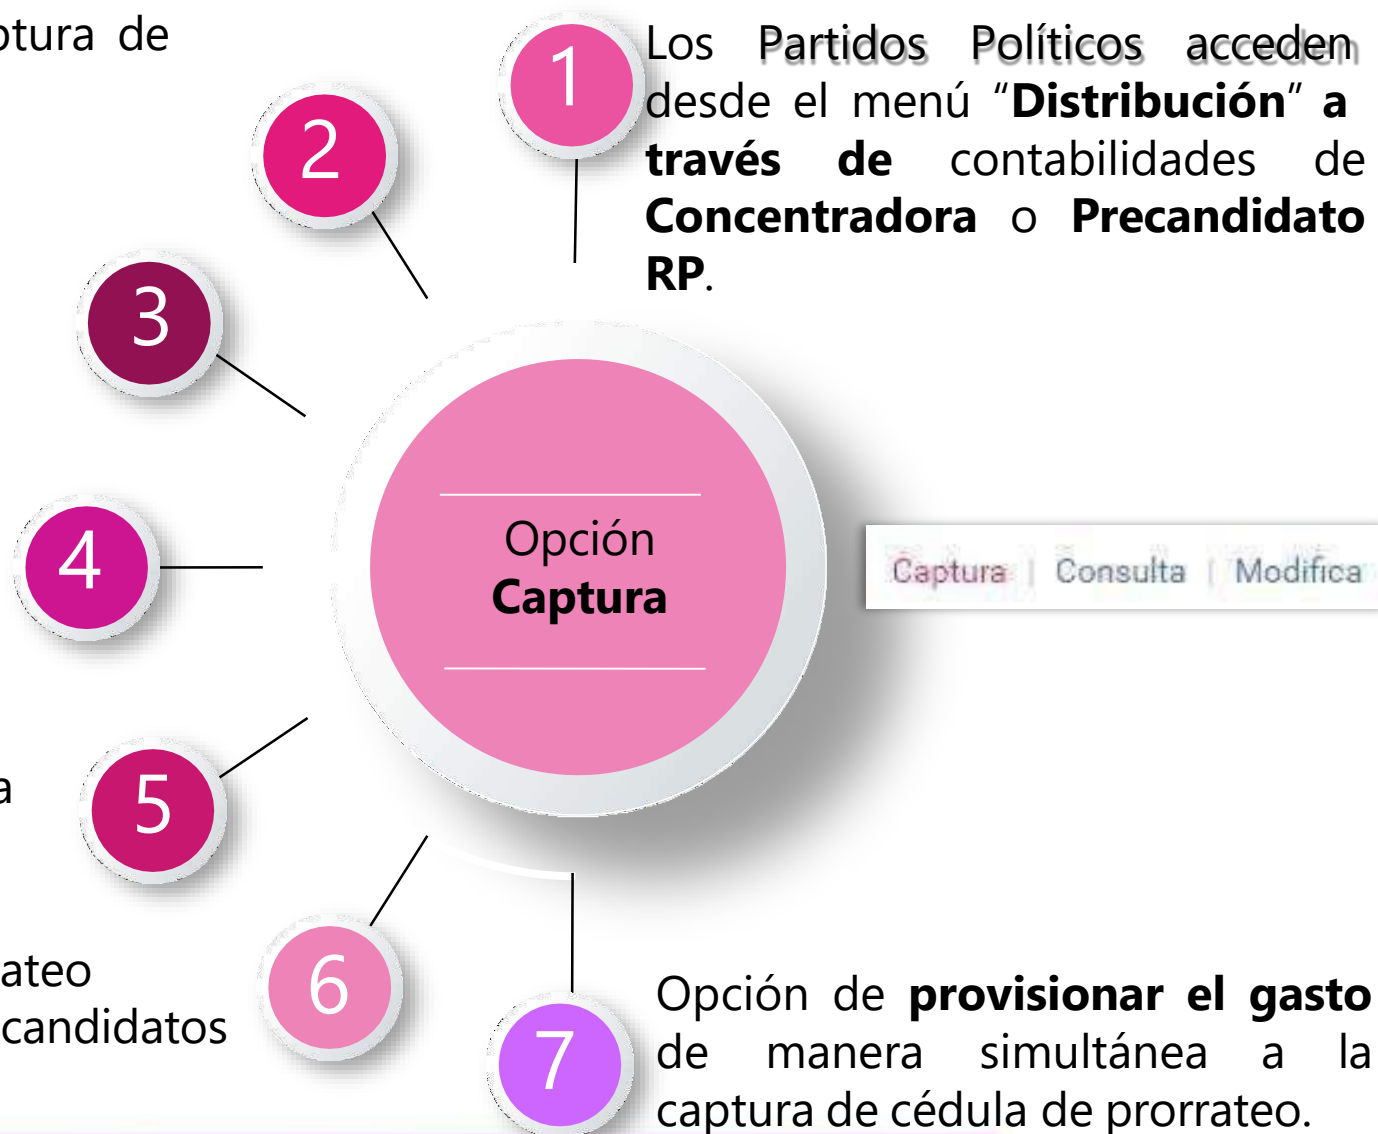 1
Los Partidos Políticos acceden
desde el menú “Distribución” a
través de contabilidades de
Concentradora o Precandidato
RP.
de
2
3
4
Opción
Captura
Captura | Consulta | Modifica
a
5
6
candidatos
7
Opción de provisionar el gasto
de manera simultánea a la
captura de cédula de prorrateo.